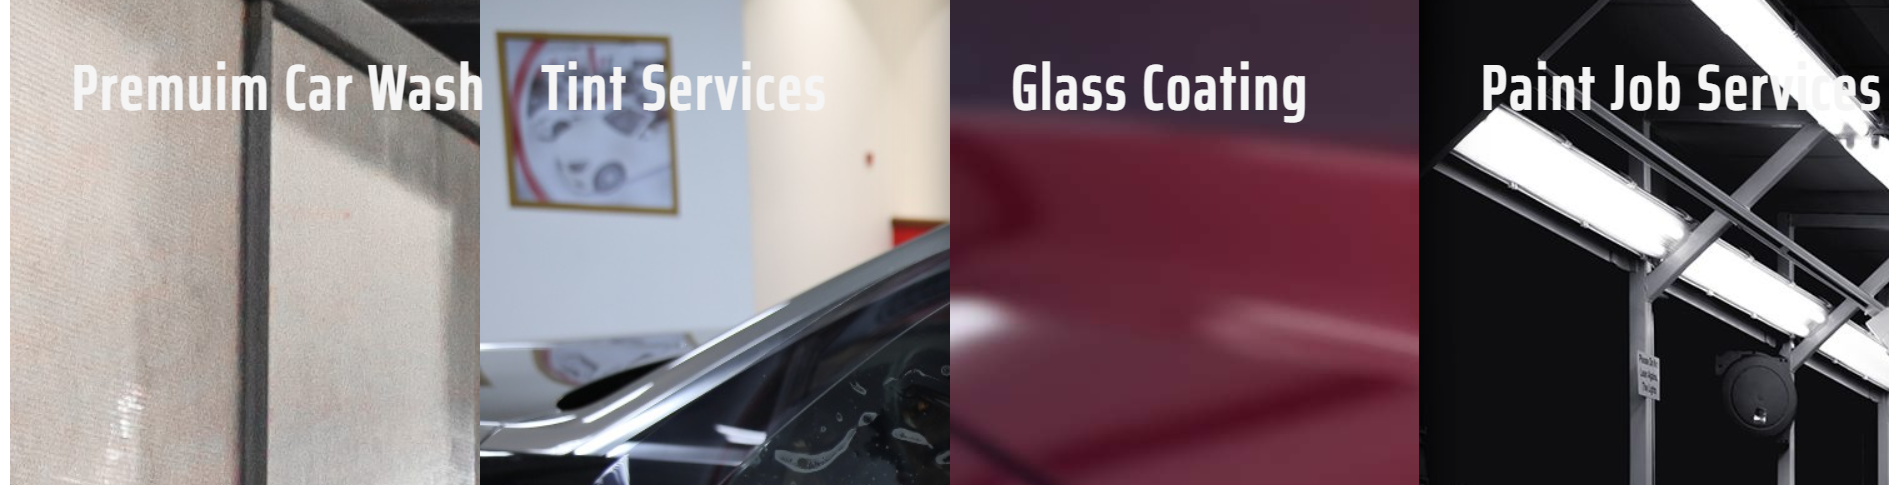 Premuim Car Wash
Tint Services
Glass Coating
Paint Job Services